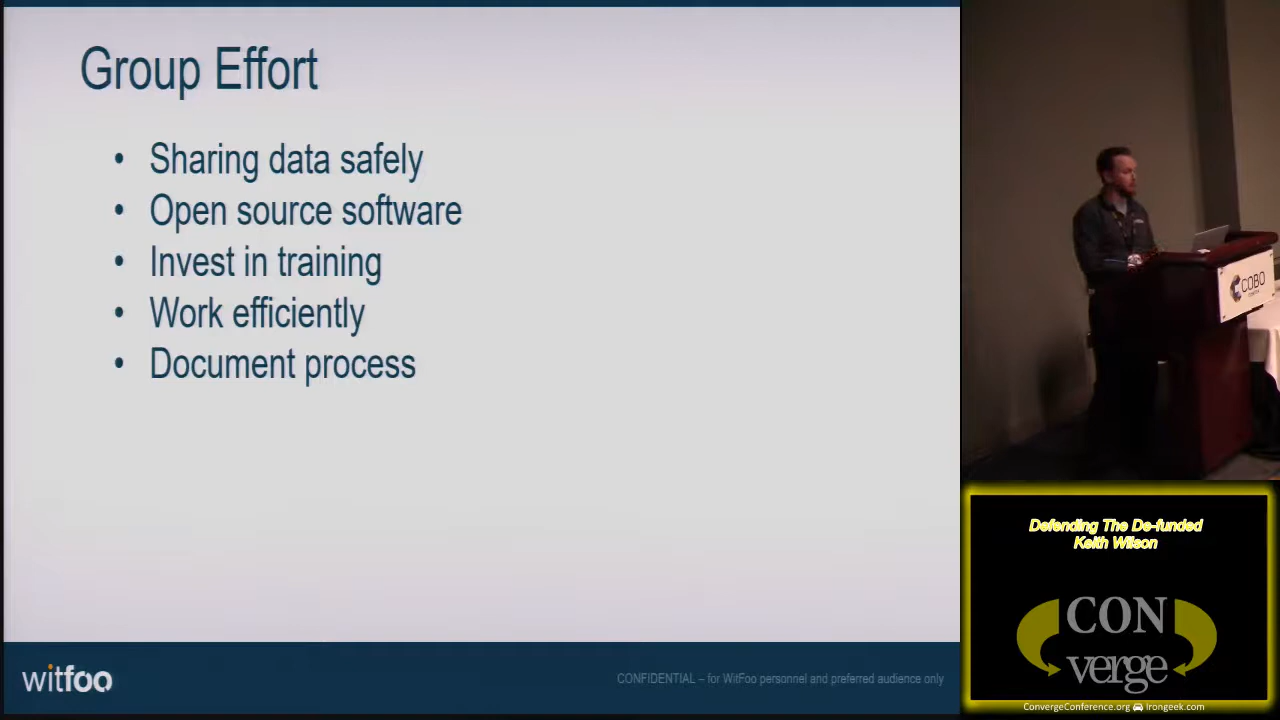 Group Effort
• Sharing data safely
• Open source software
• Invest in training
• Work efficiently
• Document process
witfoo
CONFIDENTIAL – for WitFoo personnel and preferred audience only
COBO
Defending The De-funded
Keith Wilson
CON
verge
ConvergeConference.org Irongeek.com